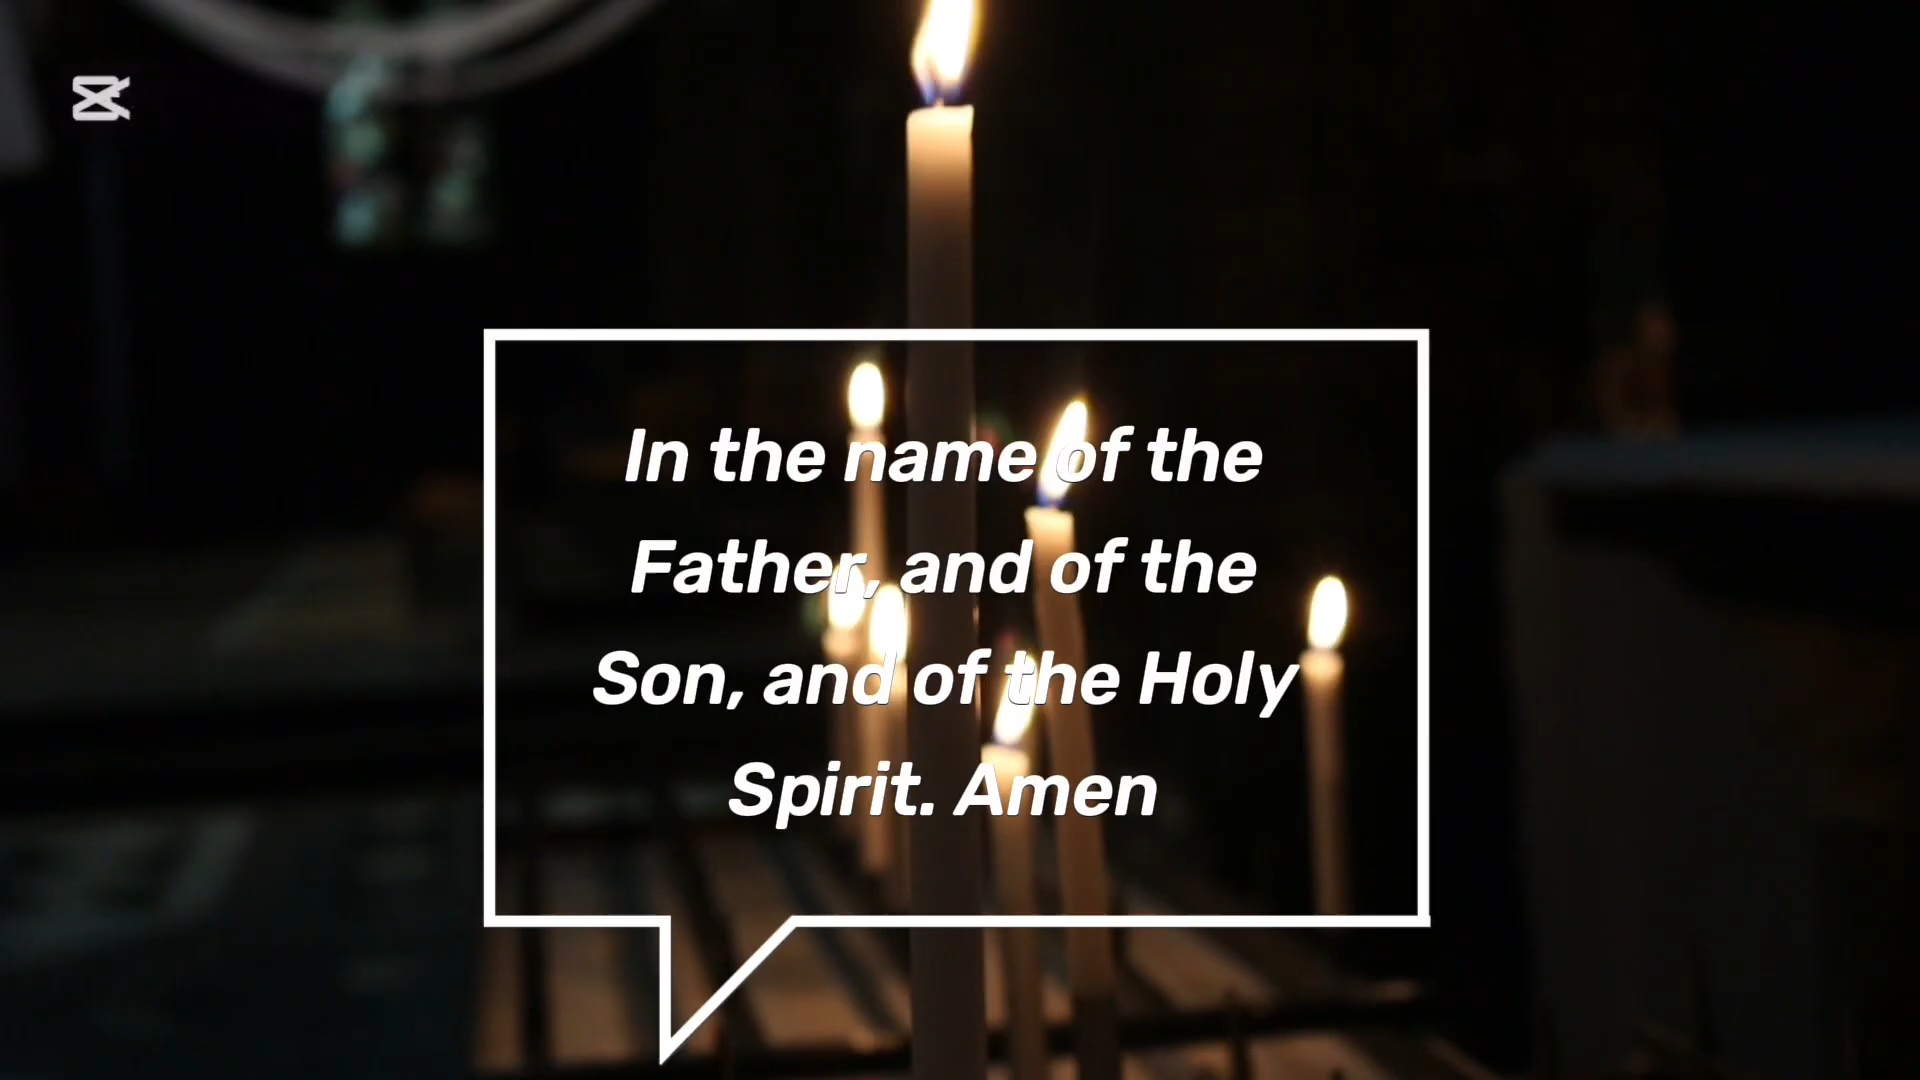 In the name of the
Father, and of the
Son, and of the Holy
Spirit. Amen